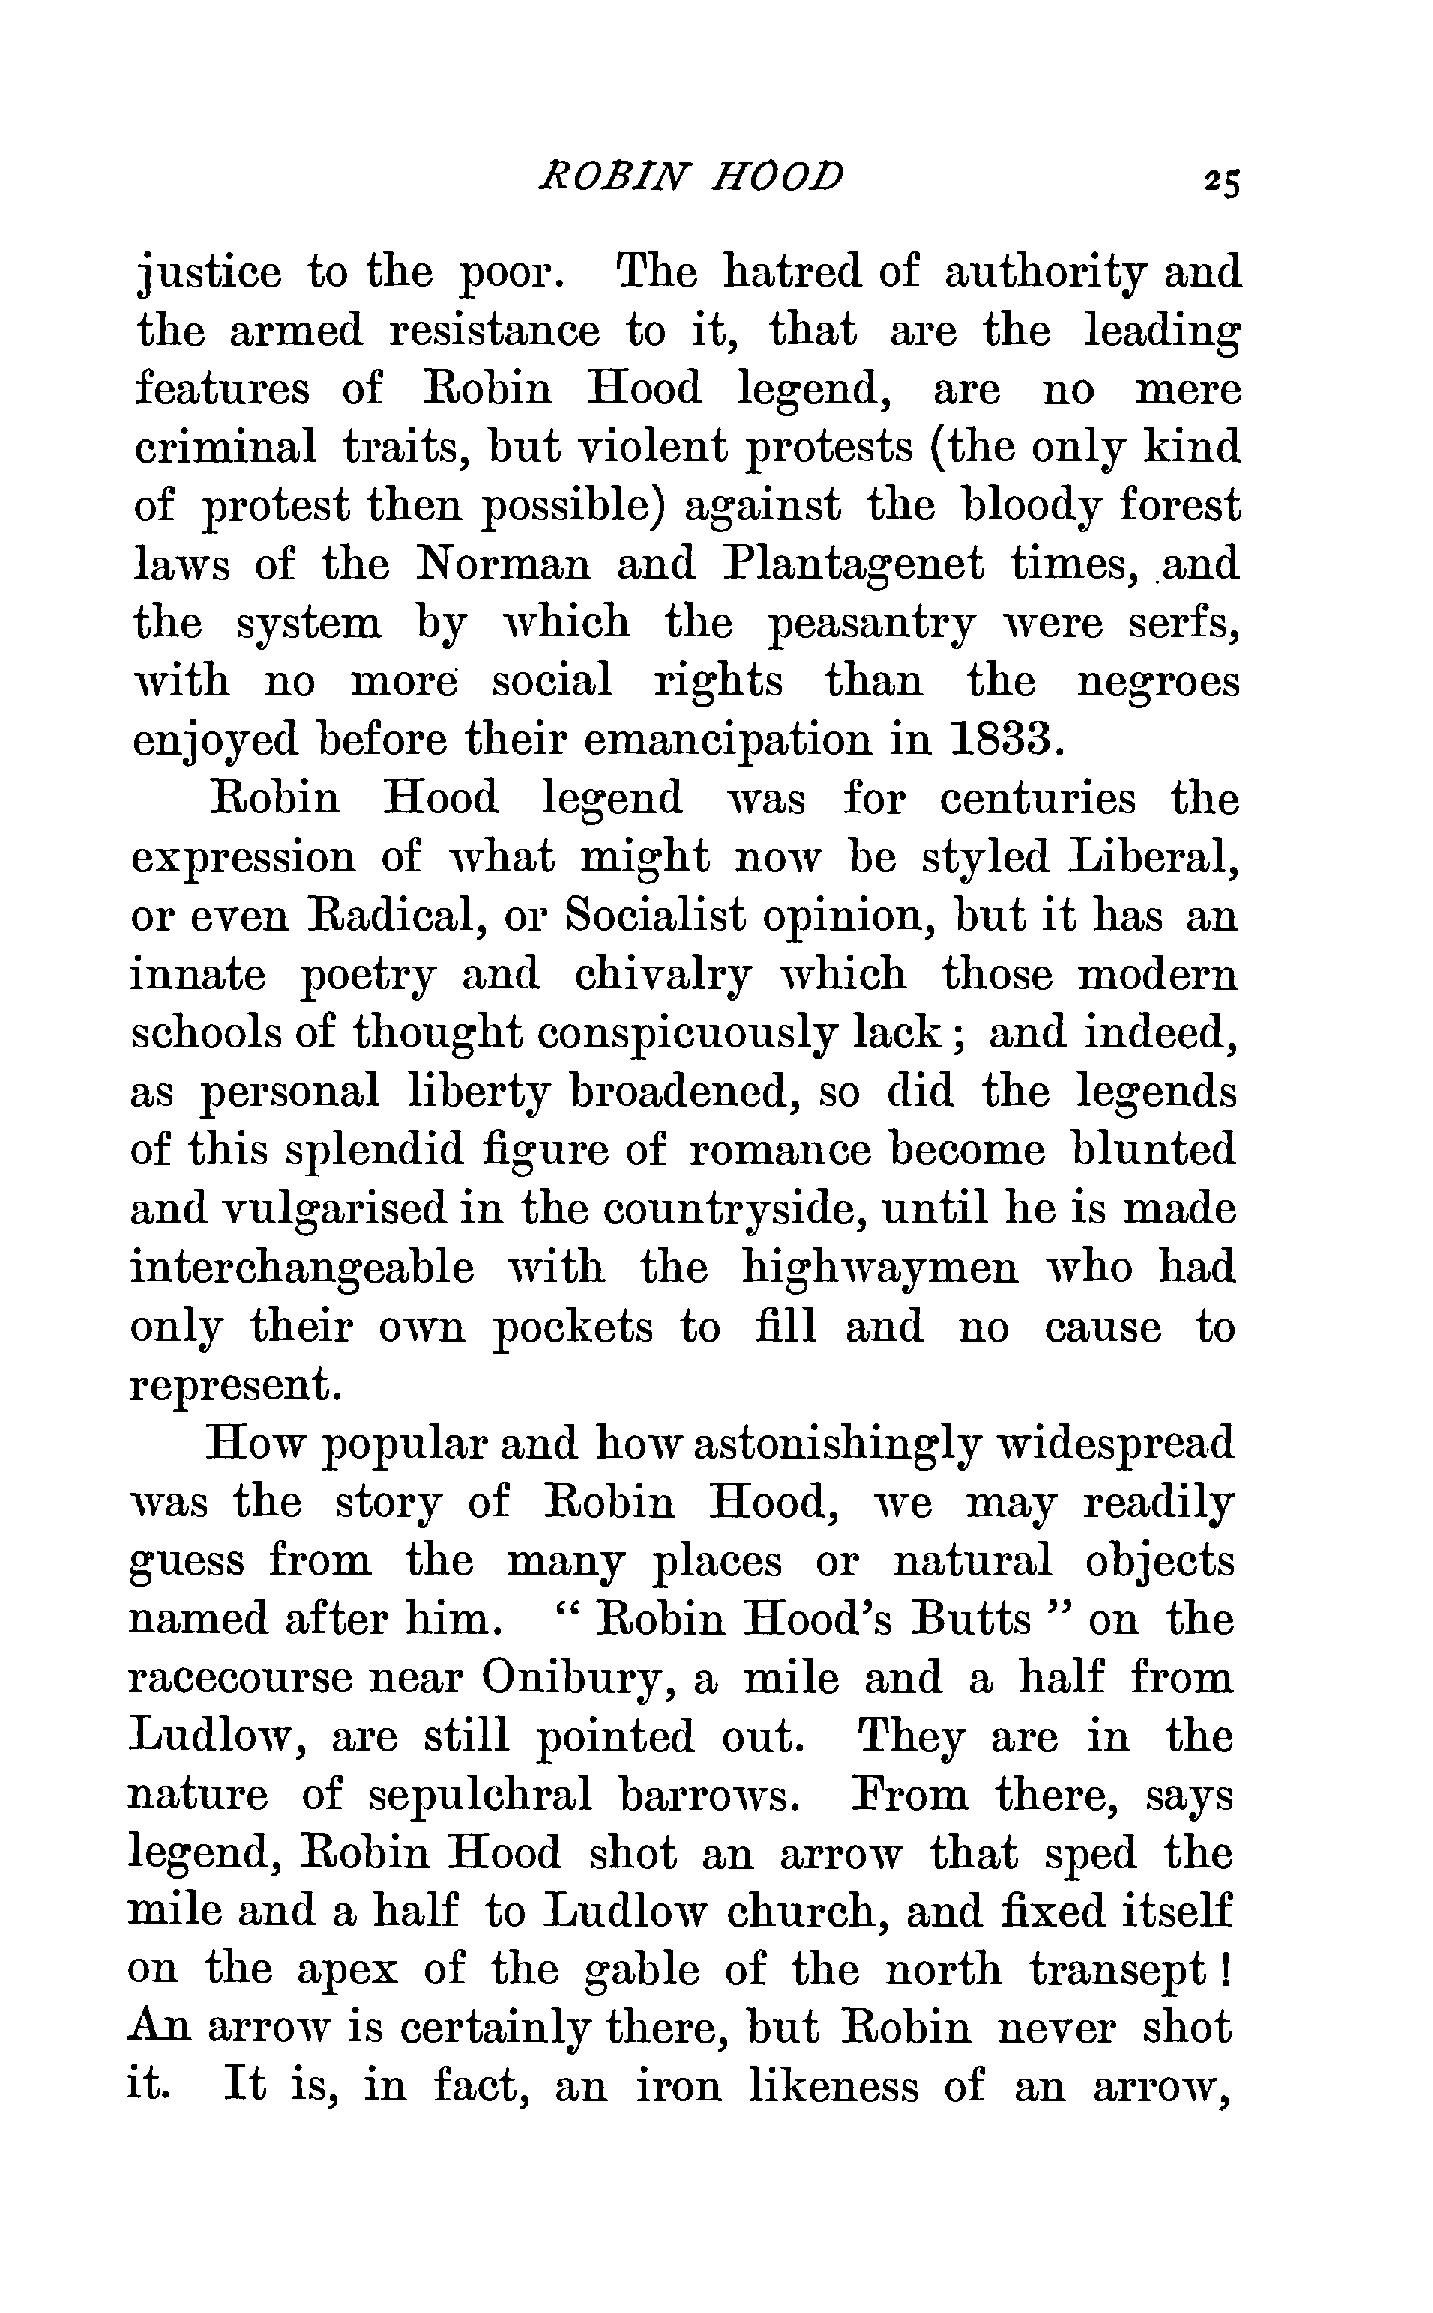 ROBIN HOOD 25
justice to the poor. The hatred of authority and
the armed resistance to it, that are the leading
features of Robin Hood legend, are no mere
criminal traits, but violent protests (the only kind
of protest then possible) against the bloody forest
laws of the Norman and Plantagenet times, and
the system by which the peasantry were serfs,
with no more social rights than the negroes
enjoyed before their emancipation in 1833.
Robin Hood legend was for centuries the
expression of what might now be styled Liberal,
or even Radical, or Socialist opinion, but it has an
innate poetry and chivalry which those modern
schools of thought conspicuously lack ; and indeed,
as personal liberty broadened, so did the legends
of this splendid figure of romance become blunted
and vulgarised in the countryside, until he is made
interchangeable with the highwaymen who had
only their own pockets to fill and no cause to
represent.
How popular and how astonishingly widespread
was the story of Robin Hood, we may readily
guess from the many places or natural objects
named after him. “ Robin Hood’s Butts ” on the
racecourse near Onibury, a mile and a half from
Ludlow, are still pointed out. They are in the
nature of sepulchral barrows. From there, says
legend, Robin Hood shot an arrow that sped the
mile and a half to Ludlow church, and fixed itself
on the apex of the gable of the north transept !
An arrow is certainly there, but Robin never shot
it. It is, in fact, an iron likeness of an arrow,